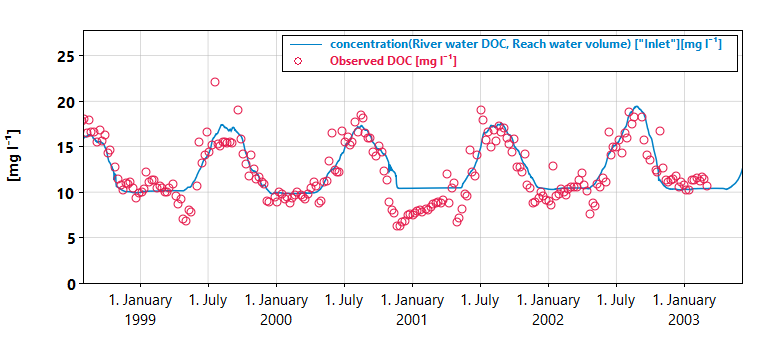 concentration(River water DOC, Reach water volume) ["Inlet"][mg l⁻¹]
Observed DOC [mg l⁻¹]
[mg l⁻¹]
25
20
15
10
5
0
1. January 1. July 1. January 1. July 1. January 1. July 1. January 1. July 1. January
1999 2000 2001 2002 2003